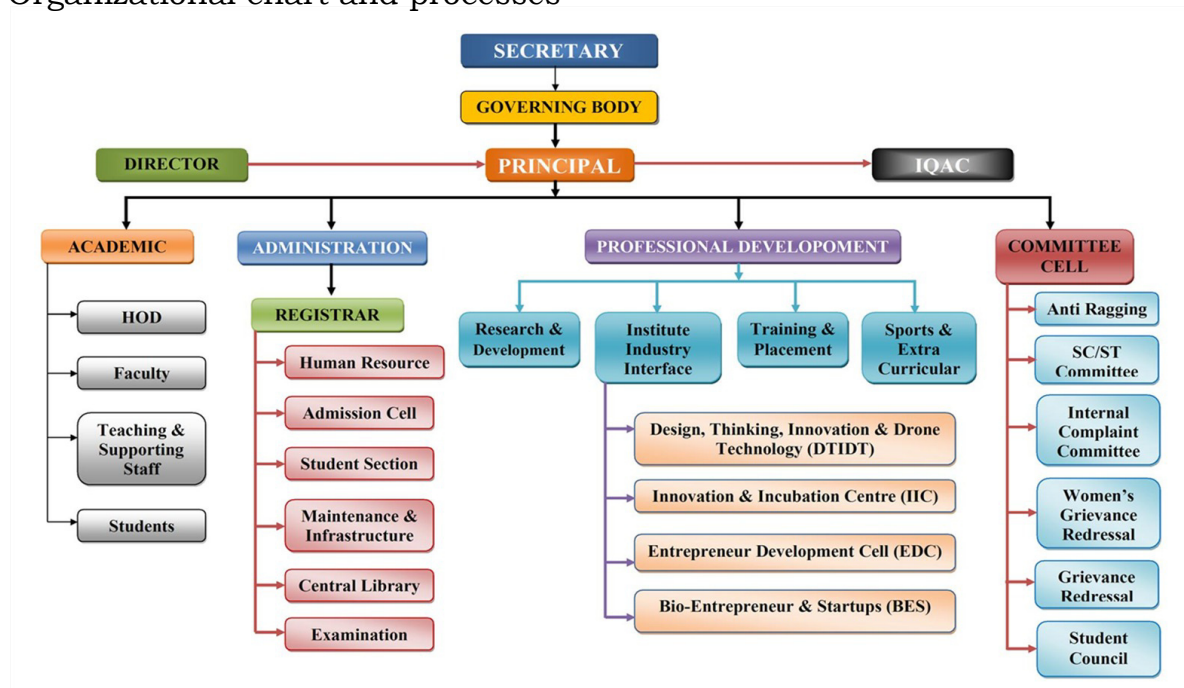 Organizational chart and processes
SECRETARY
GOVERNING BODY
DIRECTOR
PRINCIPAL
IQAC
ACADEMIC
HOD
Faculty
Teaching &
Supporting
Staff
Students
ADMINISTRATION
REGISTRAR
Human Resource
Admission Cell
Student Section
Maintenance &
Infrastructure
Central Library
Examination
PROFESSIONAL DEVELOPOMENT
Research &
Development
Institute
Industry
Interface
Training &
Placement
Sports &
Extra
Curricular
Design, Thinking, Innovation & Drone
Technology (DTIDT)
Innovation & Incubation Centre (IIC)
Entrepreneur Development Cell (EDC)
Bio-Entrepreneur & Startups (BES)
COMMITTEE
CELL
Anti Ragging
SC/ST
Committee
Internal
Complaint
Committee
Women's
Grievance
Redressal
Grievance
Redressal
Student
Council